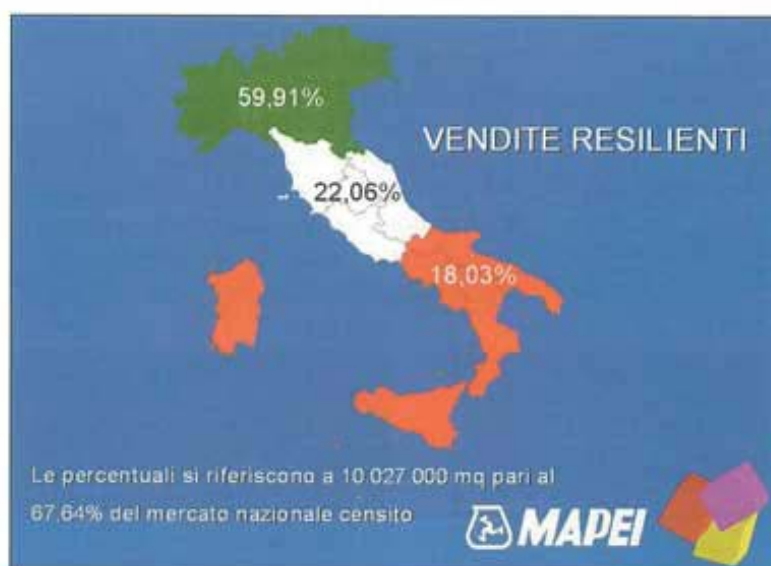 59,91%
VENDITE RESILIENTI
22,06%
18,03%
Le percentuali si riferiscono a 10.027.000 mq pari al
67,64% del mercato nazionale censito
MAPEI